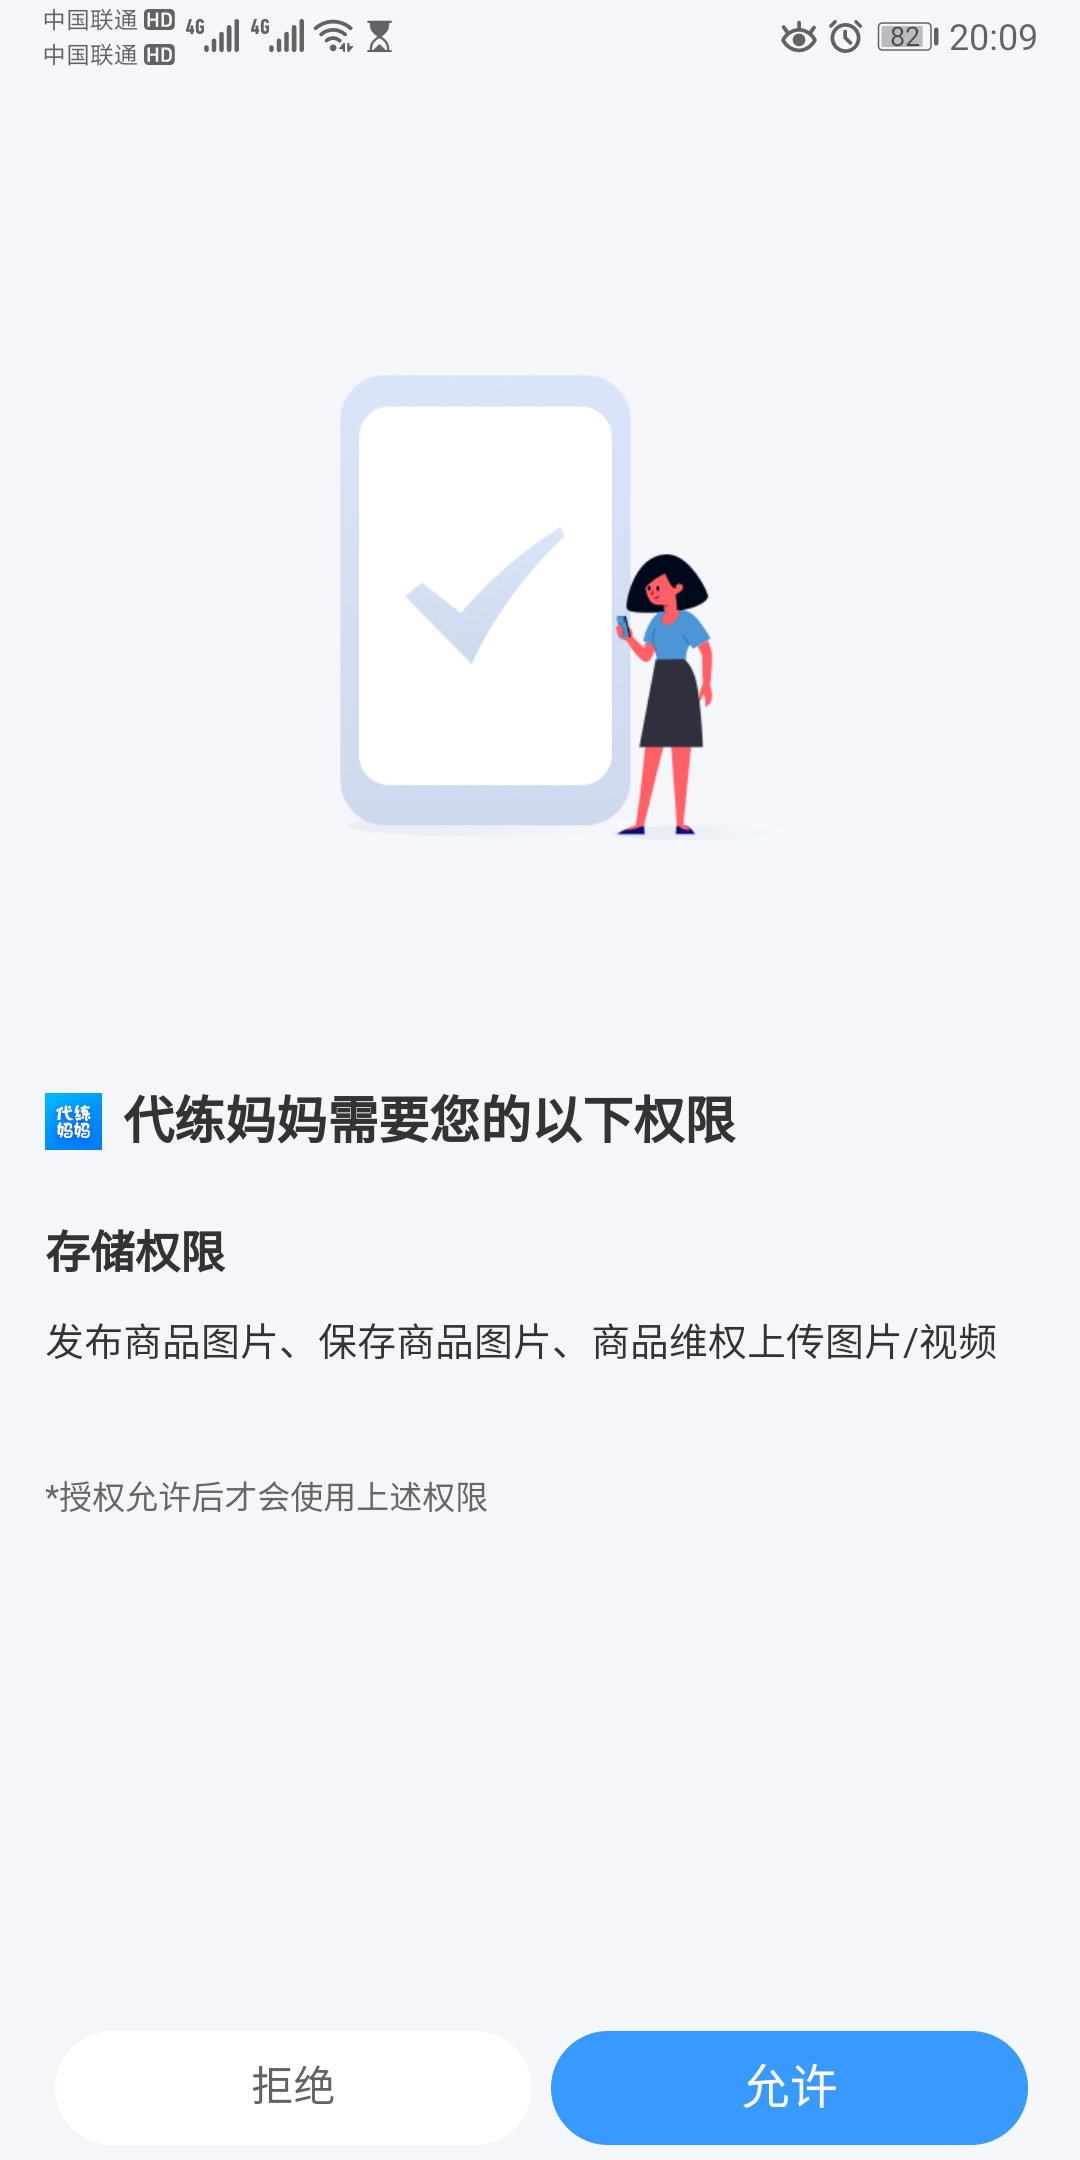 中国联通 HD 4G 4G 82 20:09
中国联通 HD
代练
妈妈
代练妈妈需要您的以下权限
存储权限
发布商品图片、保存商品图片、商品维权上传图片/视频
*授权允许后才会使用上述权限
拒绝 允许